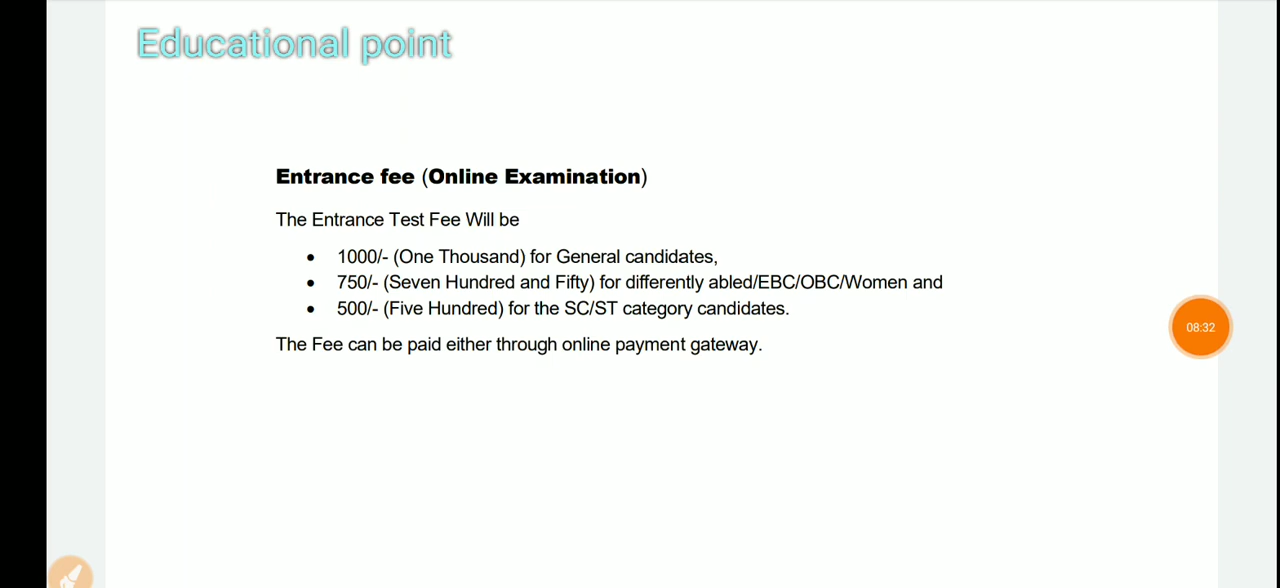 Educational point
Entrance fee (Online Examination)
The Entrance Test Fee Will be
• 1000/- (One Thousand) for General candidates,
• 750/- (Seven Hundred and Fifty) for differently abled/EBC/OBC/Women and
• 500/- (Five Hundred) for the SC/ST category candidates.
08:32
The Fee can be paid either through online payment gateway.